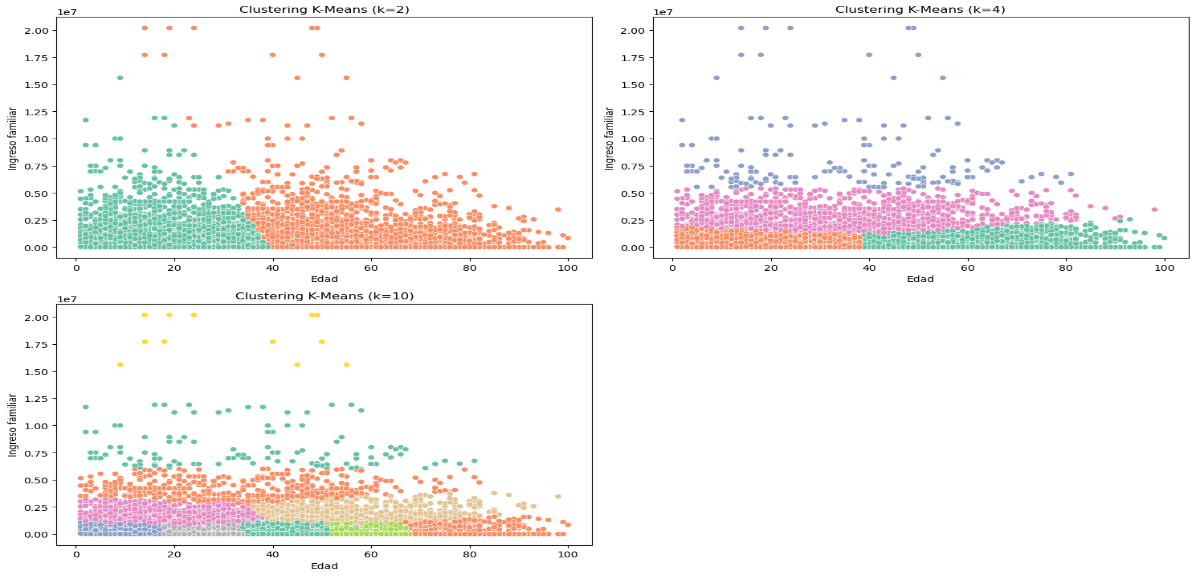 Clustering K-Means (k=2)
1e7
2.00
1.75
1.50
1.25
1.00
0.75
0.50
0.25
0.00
Ingreso familiar
0 20 40 60 80 100
Edad
Clustering K-Means (k=4)
1e7
2.00
1.75
1.50
1.25
1.00
0.75
0.50
0.25
0.00
Ingreso familiar
0 20 40 60 80 100
Edad
Clustering K-Means (k=10)
1e7
2.00
1.75
1.50
1.25
1.00
0.75
0.50
0.25
0.00
Ingreso familiar
0 20 40 60 80 100
Edad